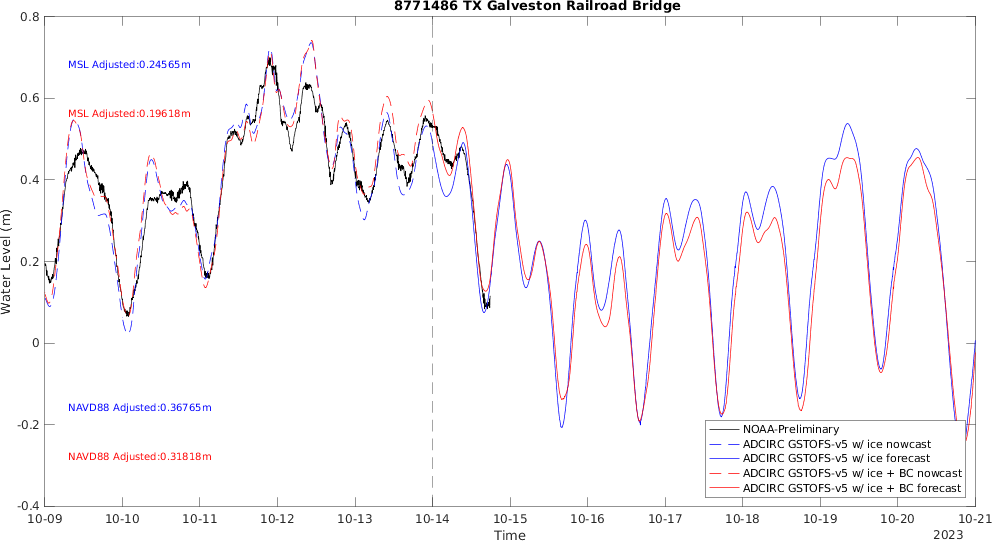 8771486 TX Galveston Railroad Bridge
0.8
0.6
0.4
0.2
0
-0.2
-0.4
Water Level (m)
MSL Adjusted:0.24565m
MSL Adjusted:0.19618m
NAVD88 Adjusted:0.36765m
NAVD88 Adjusted:0.31818m
NOAA-Preliminary
ADCIRC GSTOFS-v5 w/ ice nowcast
ADCIRC GSTOFS-v5 w/ ice forecast
ADCIRC GSTOFS-v5 w/ ice + BC nowcast
ADCIRC GSTOFS-v5 w/ ice + BC forecast
10-09 10-10 10-11 10-12 10-13 10-14 10-15 10-16 10-17 10-18 10-19 10-20 10-21
Time
2023